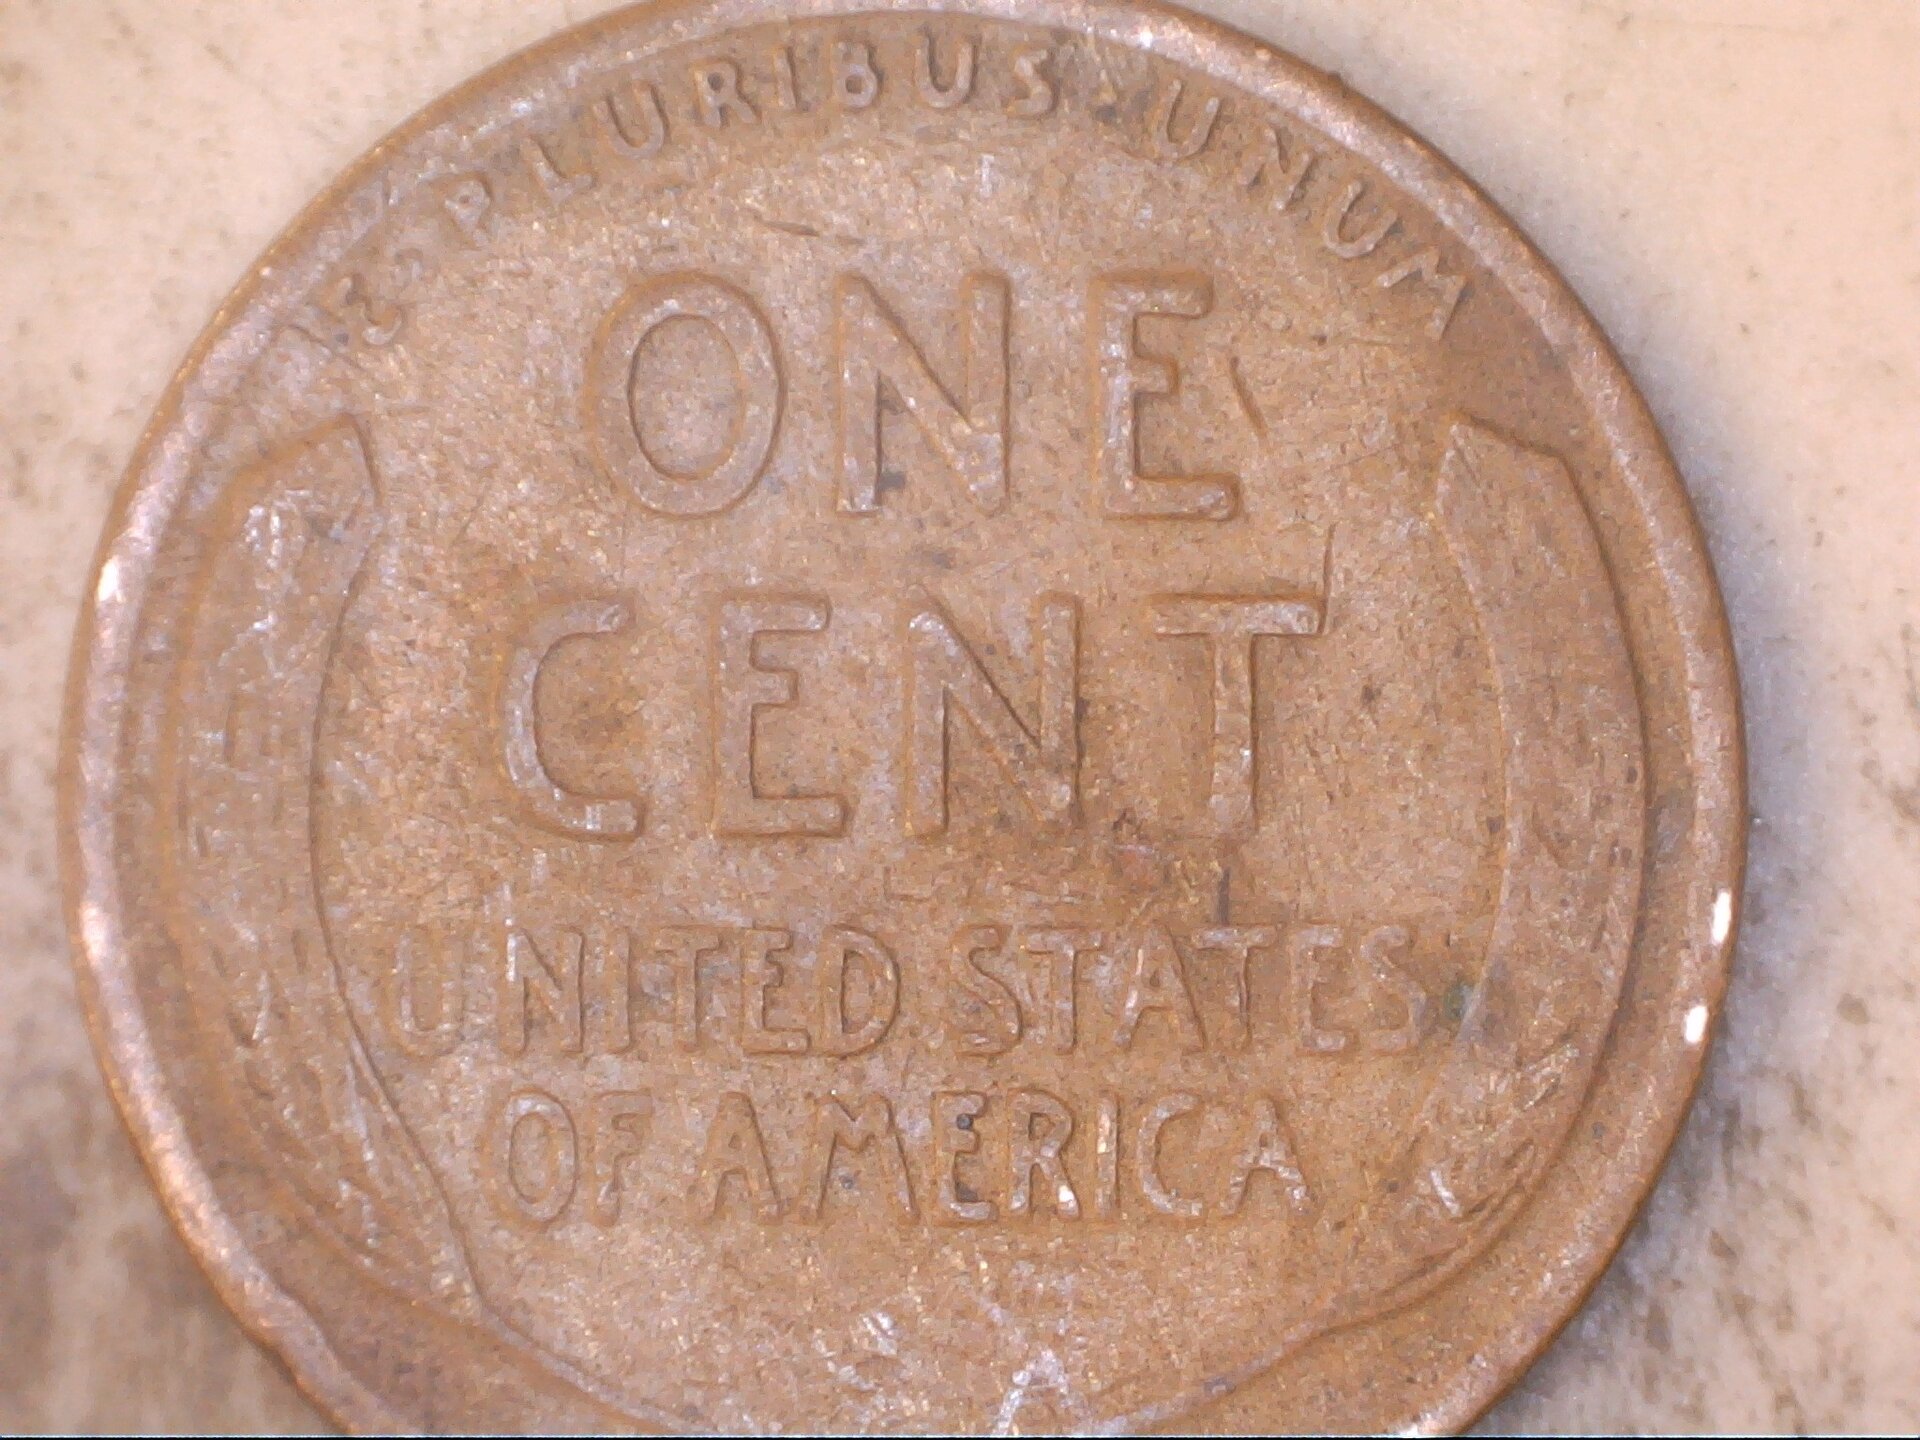 E·PLURIBUS·UNUM
ONE
CENT
UNITED STATES
OF AMERICA